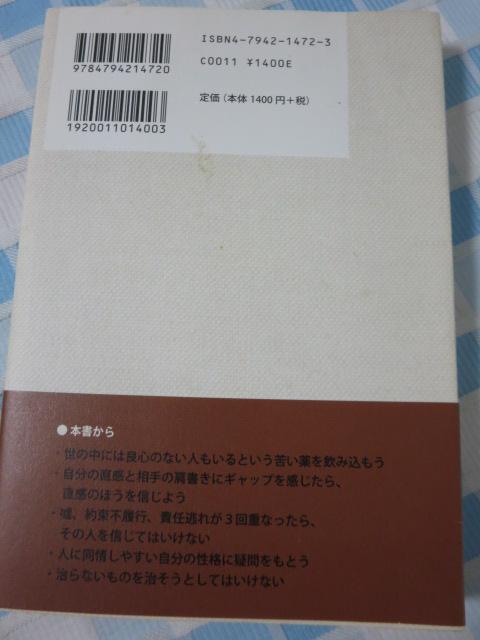 ISBN4-7942-1472-3
9784794214720
C0011 ¥1400E
定価（本体1400円＋税）
1920011014003
●本書から
・世の中には良心のない人もいるという苦い薬を飲み込もう
・自分の直感と相手の肩書きにギャップを感じたら、
直感のほうを信じよう
・嘘、約束不履行、責任逃れが3回重なったら、
その人を信じてはいけない
・人に同情しやすい自分の性格に疑問をもとう
・治らないものを治そうとしてはいけない